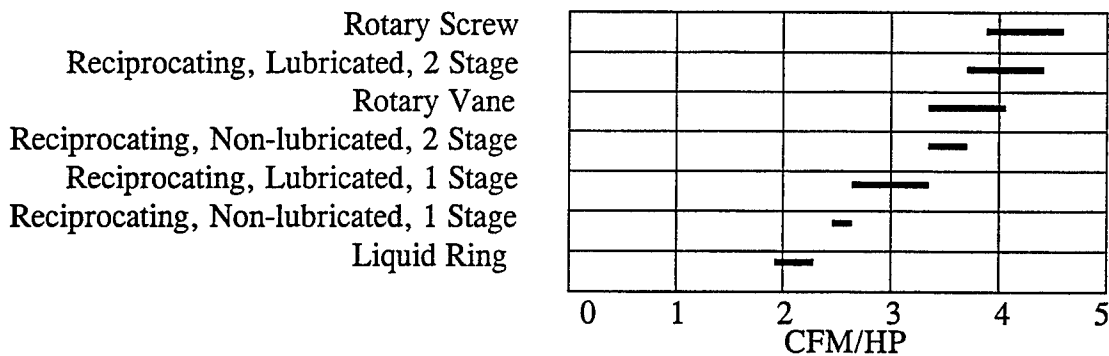 Rotary Screw
Reciprocating, Lubricated, 2 Stage
Rotary Vane
Reciprocating, Non-lubricated, 2 Stage
Reciprocating, Lubricated, 1 Stage
Reciprocating, Non-lubricated, 1 Stage
Liquid Ring
0 1 2 3 4 5
CFM/HP